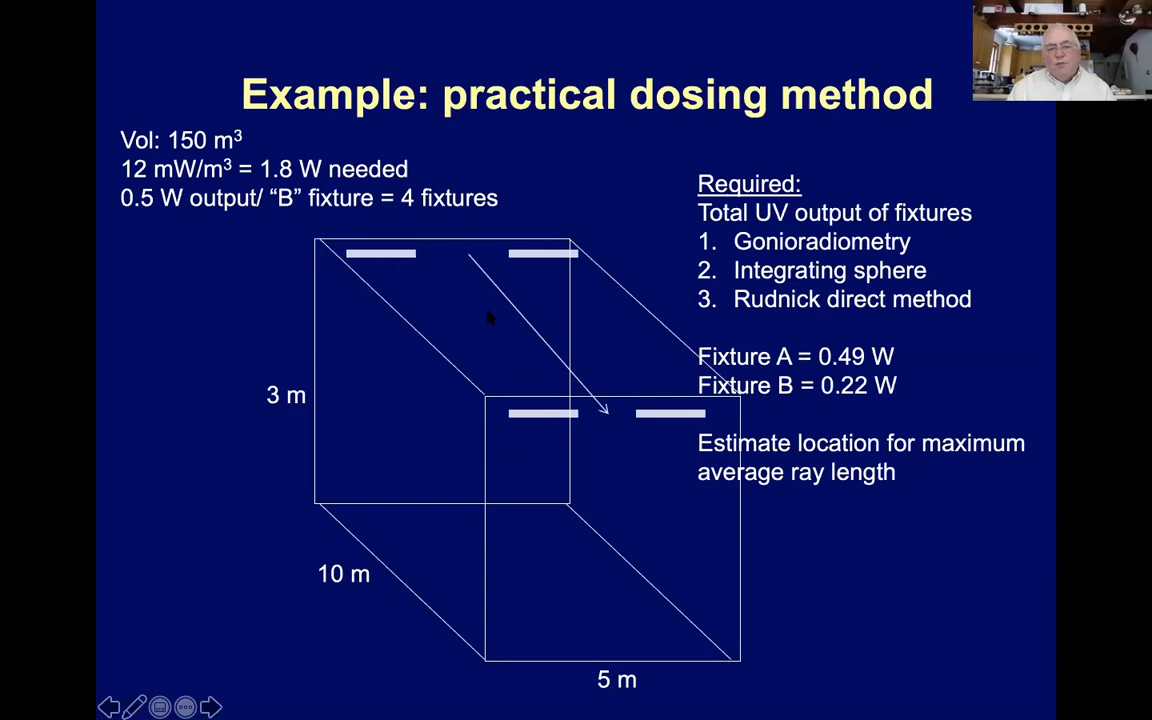 Example: practical dosing method
Vol: 150 m³
12 mW/m³ = 1.8 W needed
0.5 W output/ “B” fixture = 4 fixtures
Required:
Total UV output of fixtures
1. Gonioradiometry
2. Integrating sphere
3. Rudnick direct method
Fixture A = 0.49 W
Fixture B = 0.22 W
Estimate location for maximum
average ray length
3 m
10 m
5 m